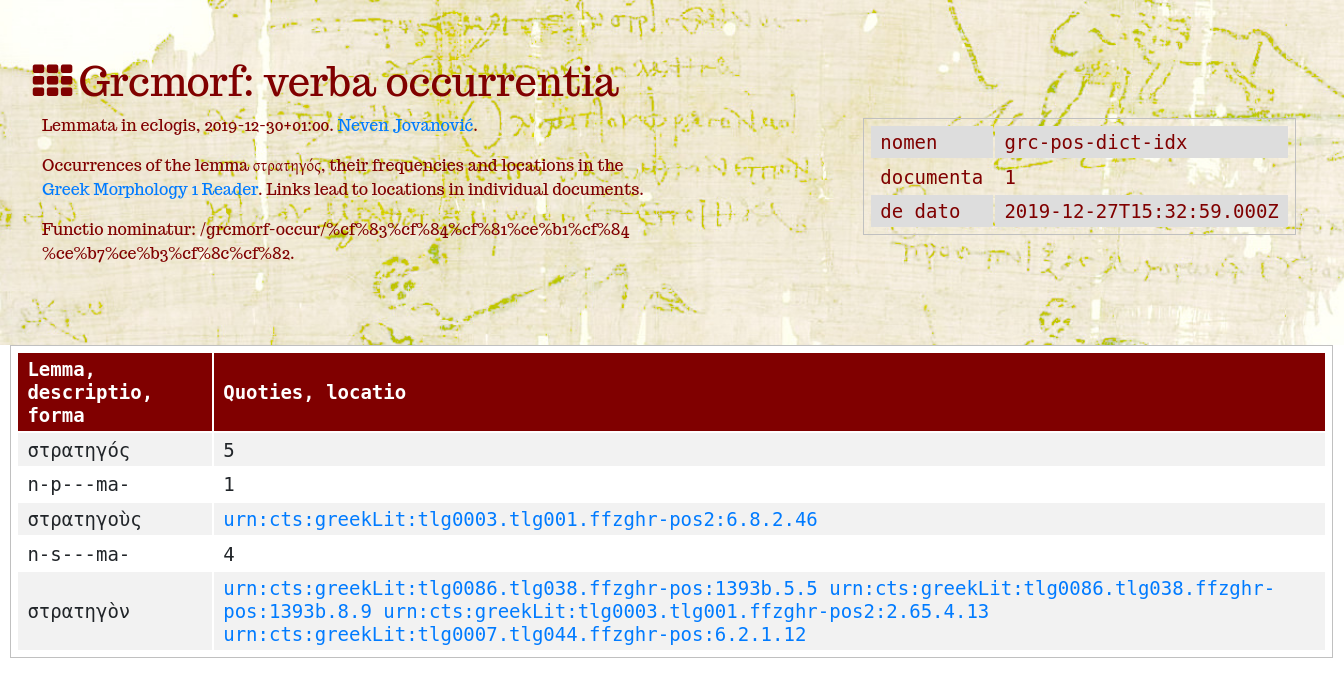 Grcmorf: verba occurrentia
Lemmata in eclogis, 2019-12-30+01:00. Neven Jovanović.
Occurrences of the lemma στρατηγός, their frequencies and locations in the
Greek Morphology 1 Reader. Links lead to locations in individual documents.
Functio nominatur: /grcmorf-occur/%cf%83%cf%84%cf%81%ce%b1%cf%84
%ce%b7%ce%b3%cf%8c%cf%82.
nomen grc-pos-dict-idx
documenta 1
de dato 2019-12-27T15:32:59.000Z
Lemma,
descriptio,
forma
Quoties, locatio
στρατηγός 5
n-p---ma- 1
στρατηγοὺς urn:cts:greekLit:tlg0003.tlg001.ffzghr-pos2:6.8.2.46
n-s---ma- 4
στρατηγὸν
urn:cts:greekLit:tlg0086.tlg038.ffzghr-pos:1393b.5.5 urn:cts:greekLit:tlg0086.tlg038.ffzghr-
pos:1393b.8.9 urn:cts:greekLit:tlg0003.tlg001.ffzghr-pos2:2.65.4.13
urn:cts:greekLit:tlg0007.tlg044.ffzghr-pos:6.2.1.12